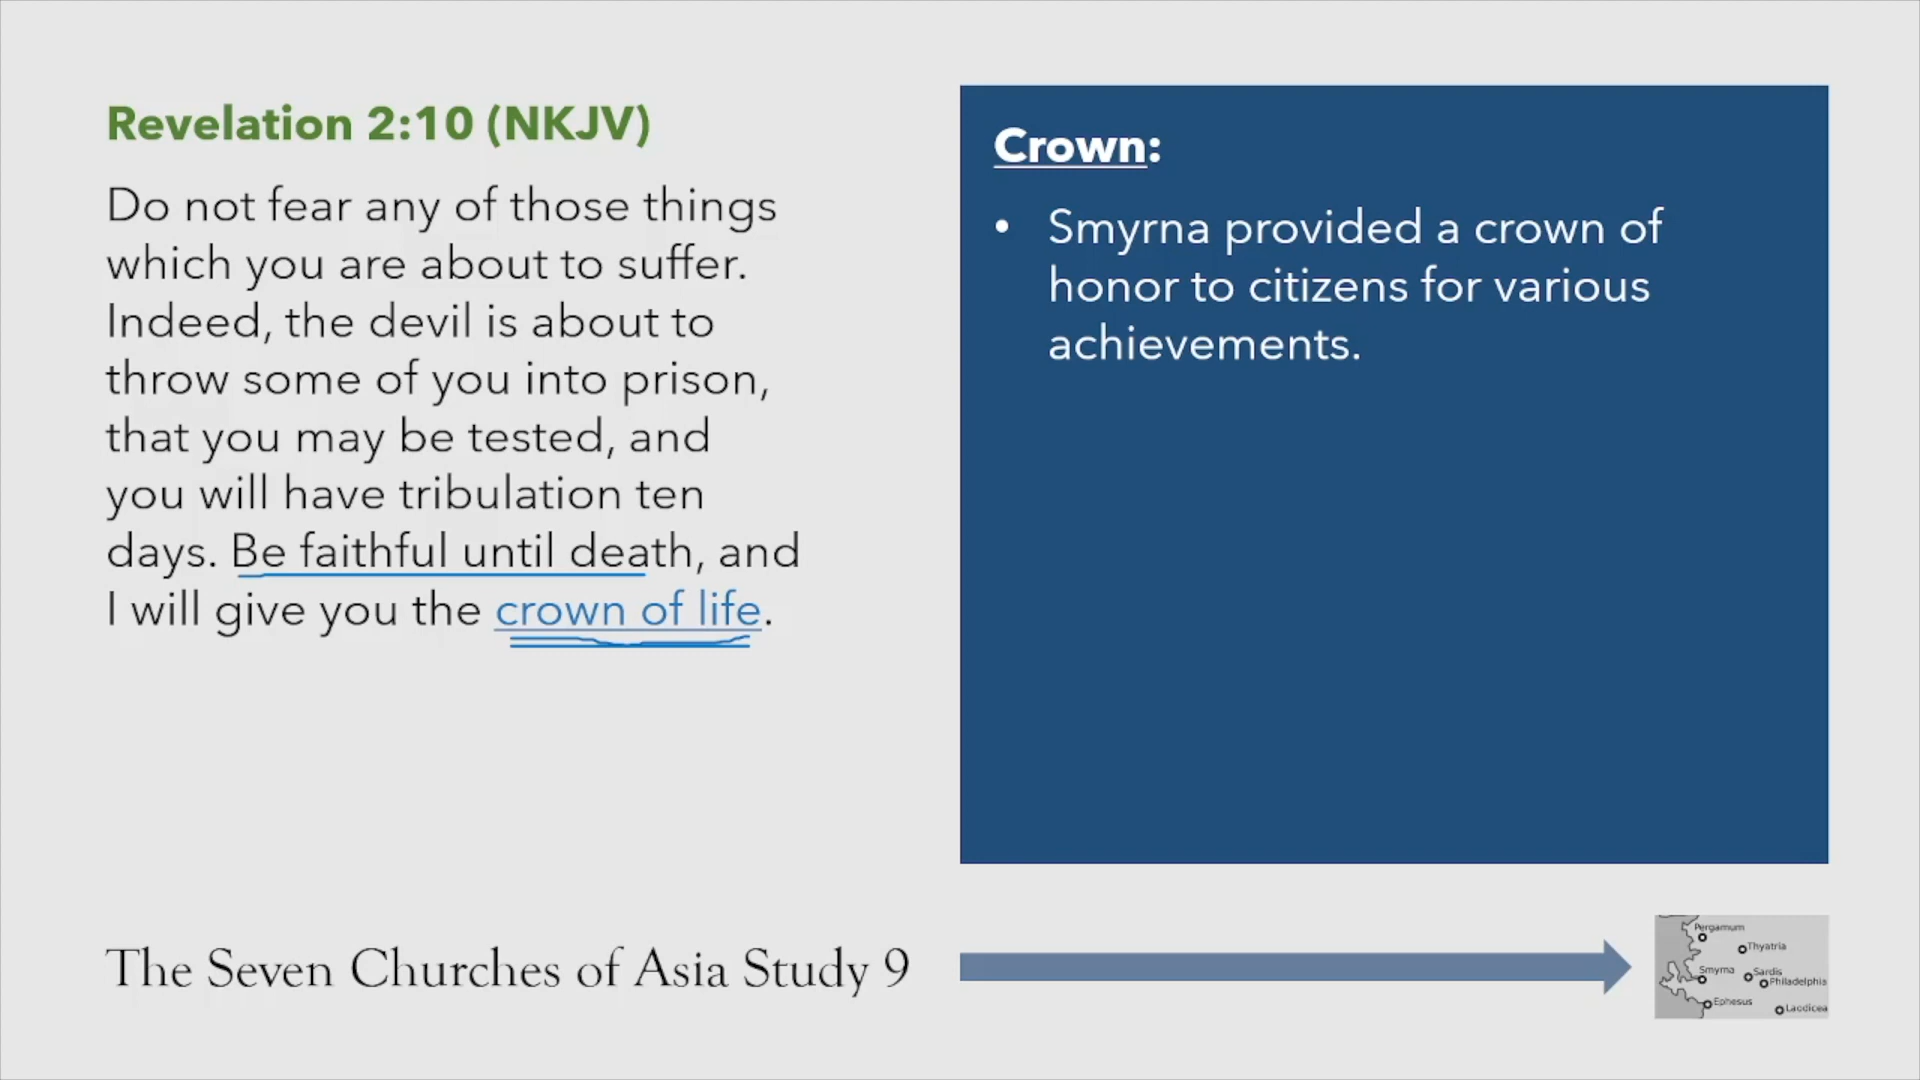 Revelation 2:10 (NKJV)
Do not fear any of those things
which you are about to suffer.
Indeed, the devil is about to
throw some of you into prison,
that you may be tested, and
you will have tribulation ten
days. Be faithful until death, and
I will give you the crown of life.
Crown:
• Smyrna provided a crown of
honor to citizens for various
achievements.
The Seven Churches of Asia Study 9
Pergamum
Thyatria
Smyrna
Sardis
Philadelphia
Ephesus
Laodicea